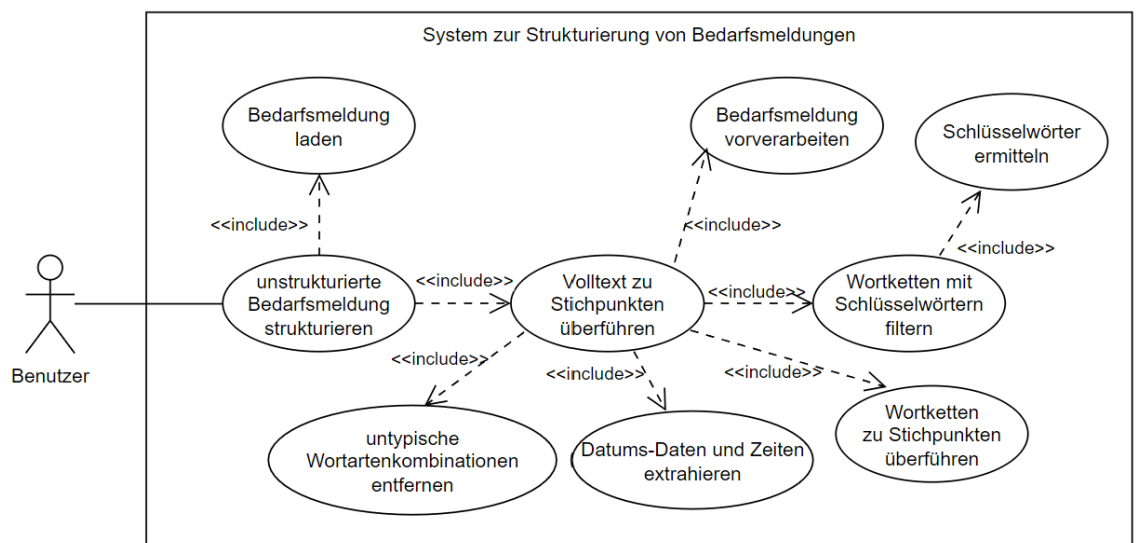 System zur Strukturierung von Bedarfsmeldungen
Bedarfsmeldung
laden
Bedarfsmeldung
vorverarbeiten
Schlüsselwörter
ermitteln
<<include>>
<<include>>
<<include>>
unstrukturierte
Bedarfsmeldung
strukturieren
<<include>>
Volltext zu
Stichpunkten
überführen
<<include>>
Wortketten mit
Schlüsselwörtern
filtern
Benutzer
<<include>>
<<include>>
<<include>>
untypische
Wortartenkombinationen
entfernen
Datums-Daten und Zeiten
extrahieren
Wortketten
zu Stichpunkten
überführen